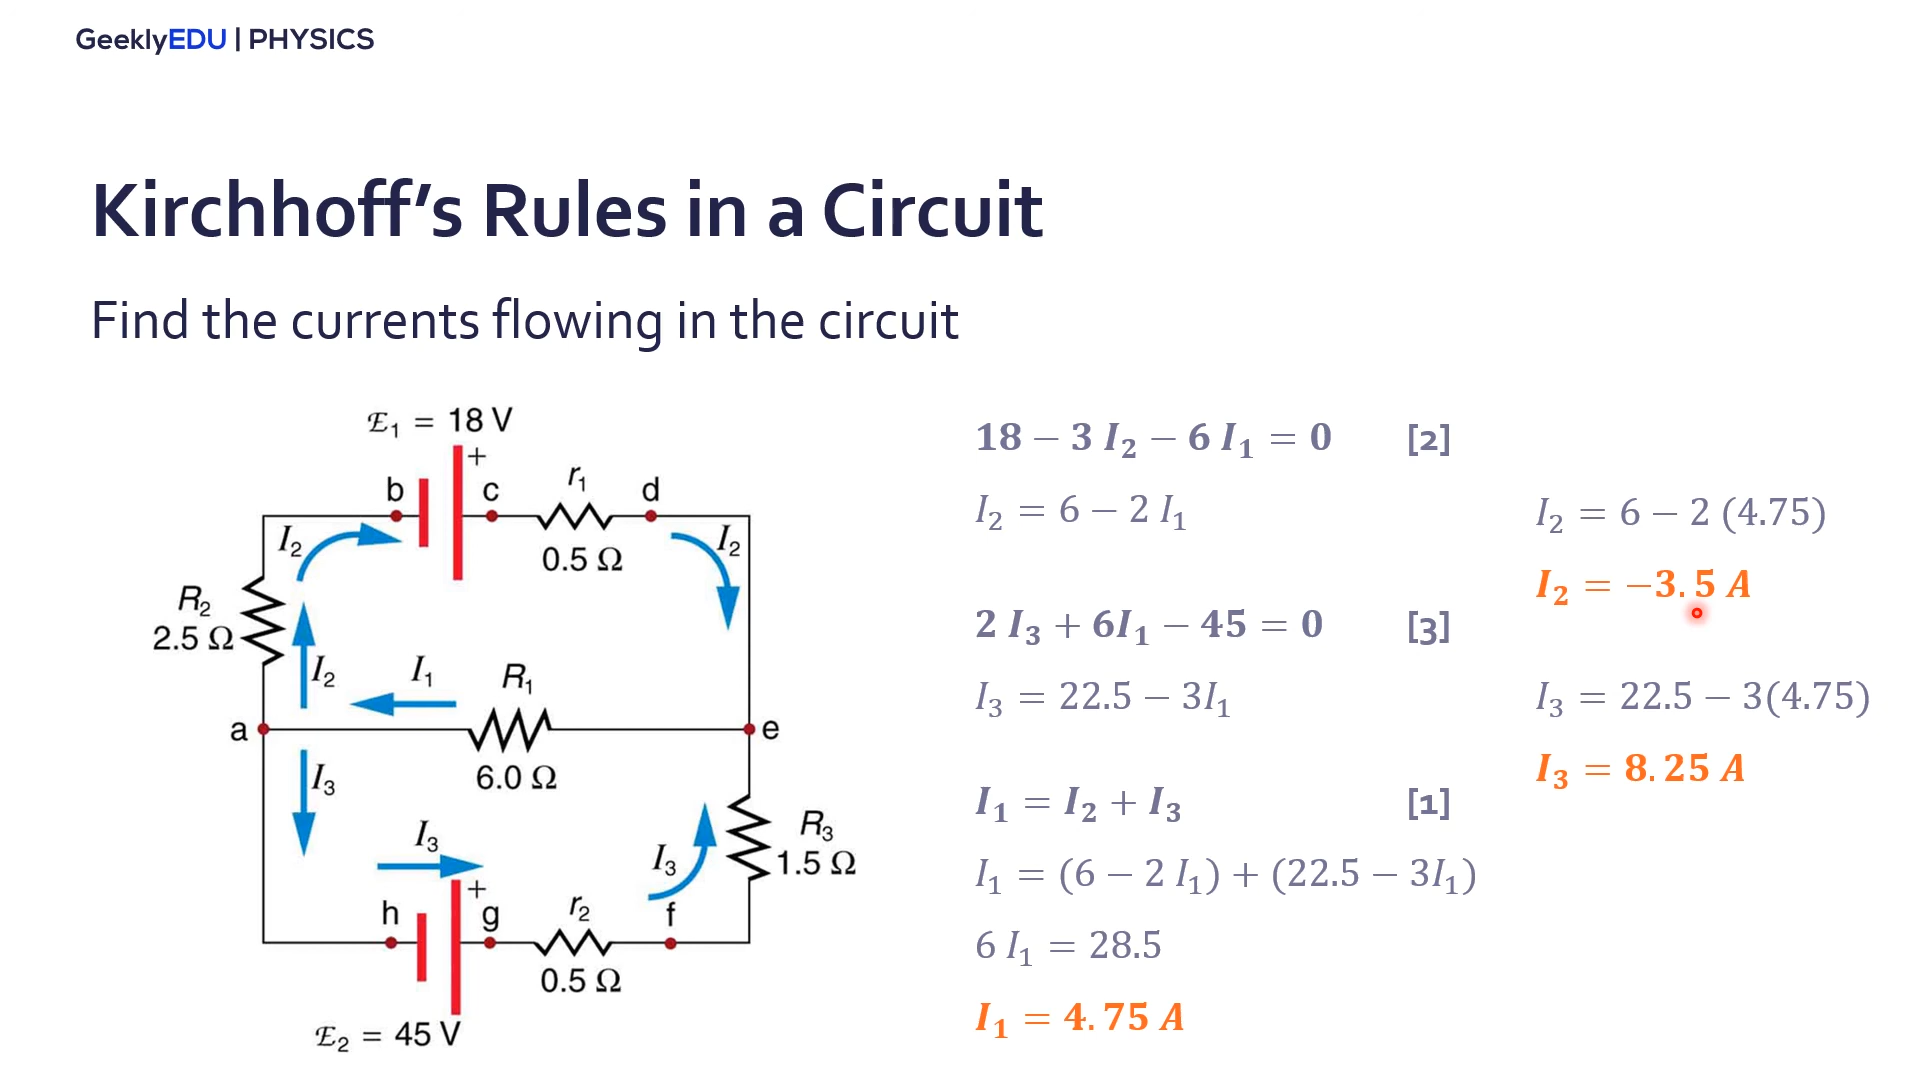 GeeklyEDU | PHYSICS
Kirchhoff's Rules in a Circuit
Find the currents flowing in the circuit
ℰ₁ = 18 V
+
b
c
r₁
d
0.5 Ω
I₂
I₂
R₂
2.5 Ω
I₂
I₁
R₁
a
e
6.0 Ω
I₃
I₃
I₃
R₃
1.5 Ω
+
h
g
r₂
f
0.5 Ω
ℰ₂ = 45 V
18 − 3 I₂ − 6 I₁ = 0 [2]
I₂ = 6 − 2 I₁
2 I₃ + 6I₁ − 45 = 0 [3]
I₃ = 22.5 − 3I₁
I₁ = I₂ + I₃ [1]
I₁ = (6 − 2 I₁) + (22.5 − 3I₁)
6 I₁ = 28.5
I₁ = 4.75 A
I₂ = 6 − 2 (4.75)
I₂ = −3.5 A
I₃ = 22.5 − 3(4.75)
I₃ = 8.25 A